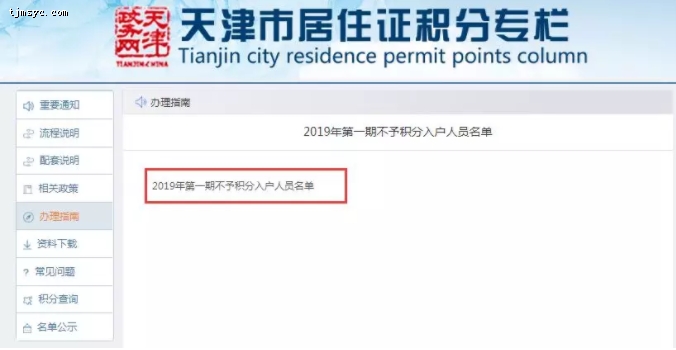 tjmsyc.com
天津
政务网
TIANJIN·CHINA
天津市居住证积分专栏
Tianjin city residence permit points column
重要通知
流程说明
配套说明
相关政策
办理指南
资料下载
? 常见问题
积分查询
名单公示
办理指南
2019年第一期不予积分入户人员名单
2019年第一期不予积分入户人员名单